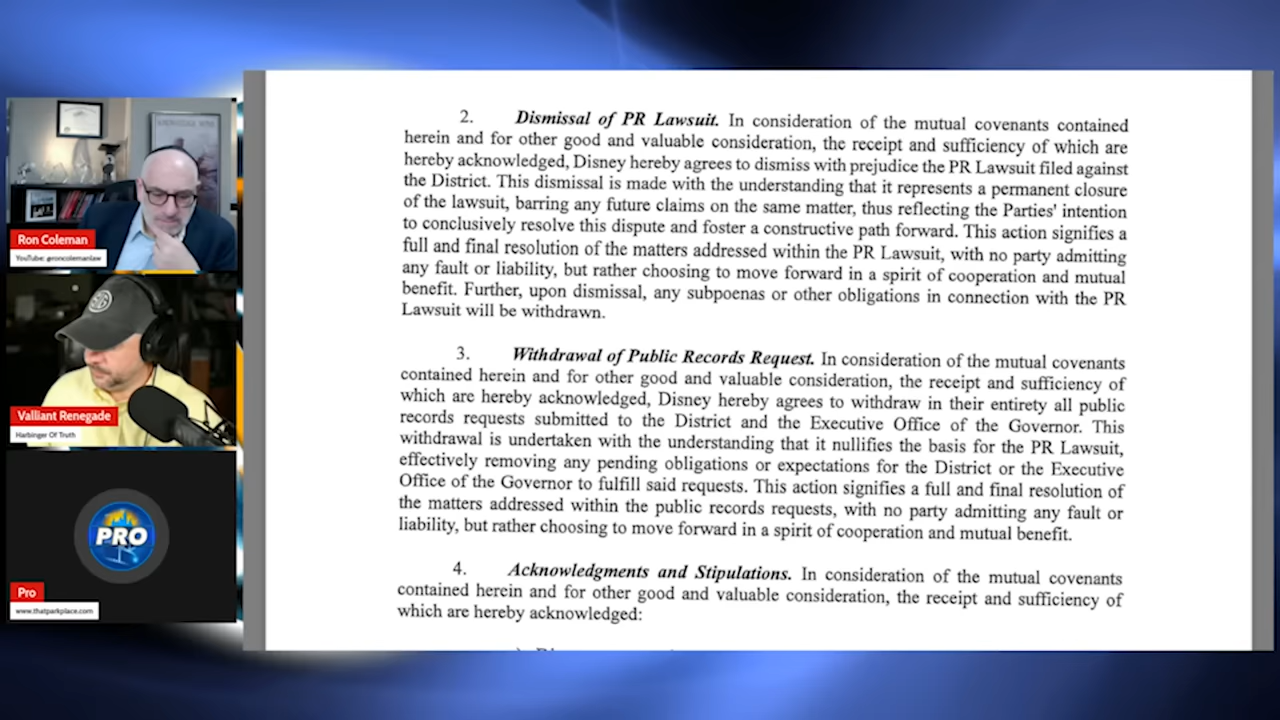 Ron Coleman
YouTube: @roncolemanlaw
Valliant Renegade
Harbinger Of Truth
PRO
Pro
www.thatparkplace.com
2. Dismissal of PR Lawsuit. In consideration of the mutual covenants contained
herein and for other good and valuable consideration, the receipt and sufficiency of which are
hereby acknowledged, Disney hereby agrees to dismiss with prejudice the PR Lawsuit filed against
the District. This dismissal is made with the understanding that it represents a permanent closure
of the lawsuit, barring any future claims on the same matter, thus reflecting the Parties' intention
to conclusively resolve this dispute and foster a constructive path forward. This action signifies a
full and final resolution of the matters addressed within the PR Lawsuit, with no party admitting
any fault or liability, but rather choosing to move forward in a spirit of cooperation and mutual
benefit. Further, upon dismissal, any subpoenas or other obligations in connection with the PR
Lawsuit will be withdrawn.
3. Withdrawal of Public Records Request. In consideration of the mutual covenants
contained herein and for other good and valuable consideration, the receipt and sufficiency of
which are hereby acknowledged, Disney hereby agrees to withdraw in their entirety all public
records requests submitted to the District and the Executive Office of the Governor. This
withdrawal is undertaken with the understanding that it nullifies the basis for the PR Lawsuit,
effectively removing any pending obligations or expectations for the District or the Executive
Office of the Governor to fulfill said requests. This action signifies a full and final resolution of
the matters addressed within the public records requests, with no party admitting any fault or
liability, but rather choosing to move forward in a spirit of cooperation and mutual benefit.
4. Acknowledgments and Stipulations. In consideration of the mutual covenants
contained herein and for other good and valuable consideration, the receipt and sufficiency of
which are hereby acknowledged: